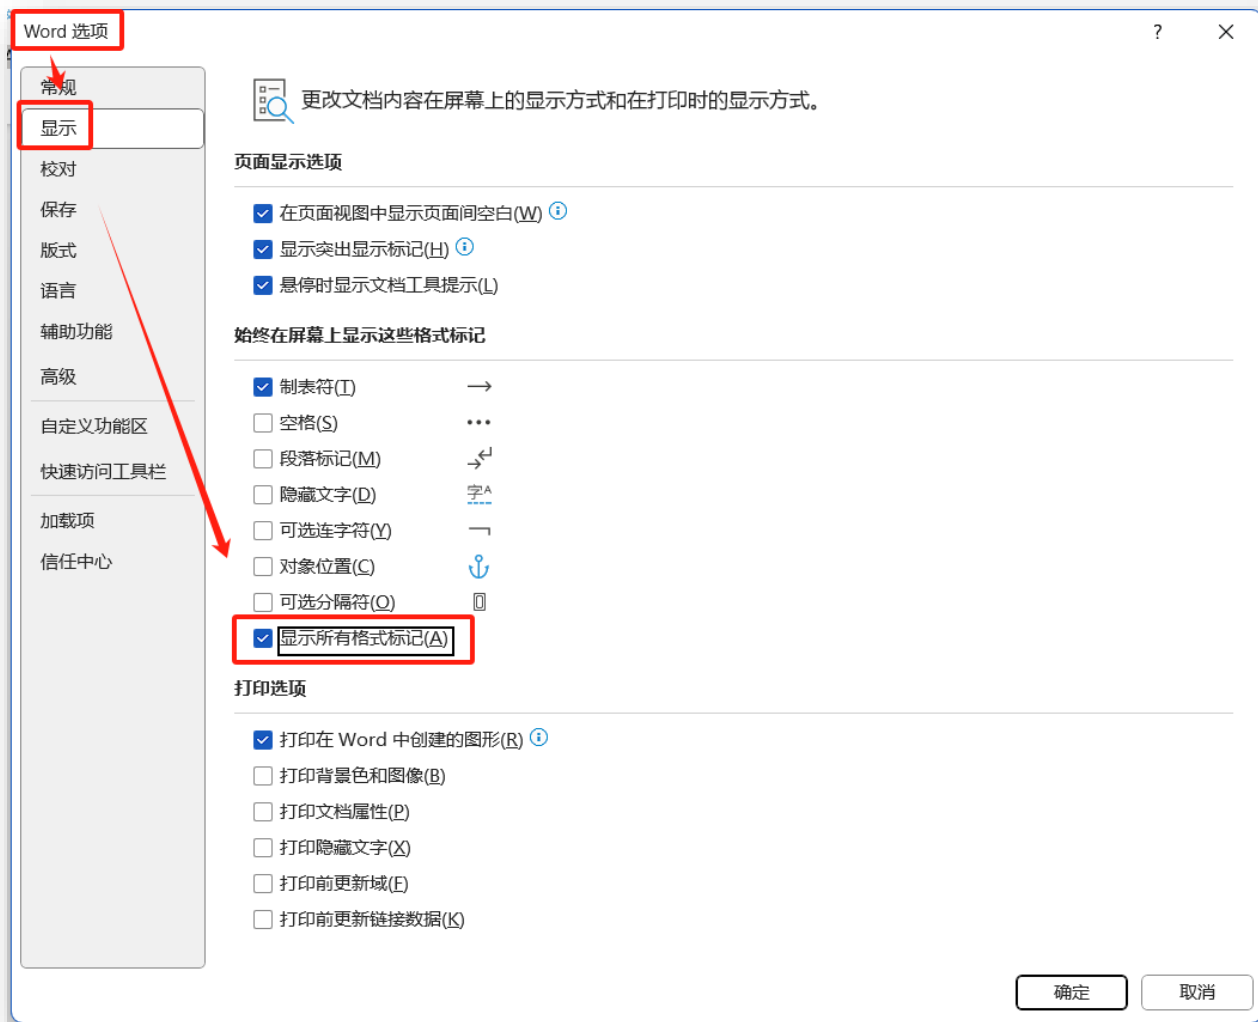 Word 选项
?
常规
显示
校对
保存
版式
语言
辅助功能
高级
自定义功能区
快速访问工具栏
加载项
信任中心
更改文档内容在屏幕上的显示方式和在打印时的显示方式。
页面显示选项
在页面视图中显示页面间空白(W)
显示突出显示标记(H)
悬停时显示文档工具提示(L)
始终在屏幕上显示这些格式标记
制表符(T) →
空格(S) •••
段落标记(M)
隐藏文字(D) 字A
可选连字符(Y) ¬
对象位置(C)
可选分隔符(O)
显示所有格式标记(A)
打印选项
打印在 Word 中创建的图形(R)
打印背景色和图像(B)
打印文档属性(P)
打印隐藏文字(X)
打印前更新域(F)
打印前更新链接数据(K)
确定 取消